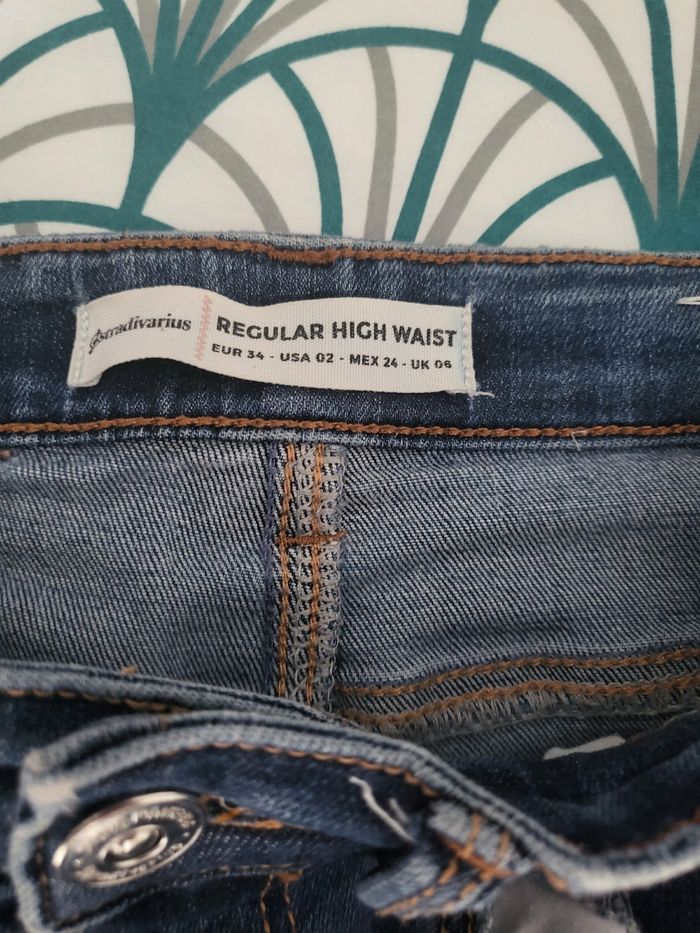 stradivarius
REGULAR HIGH WAIST
EUR 34 - USA 02 - MEX 24 - UK 06